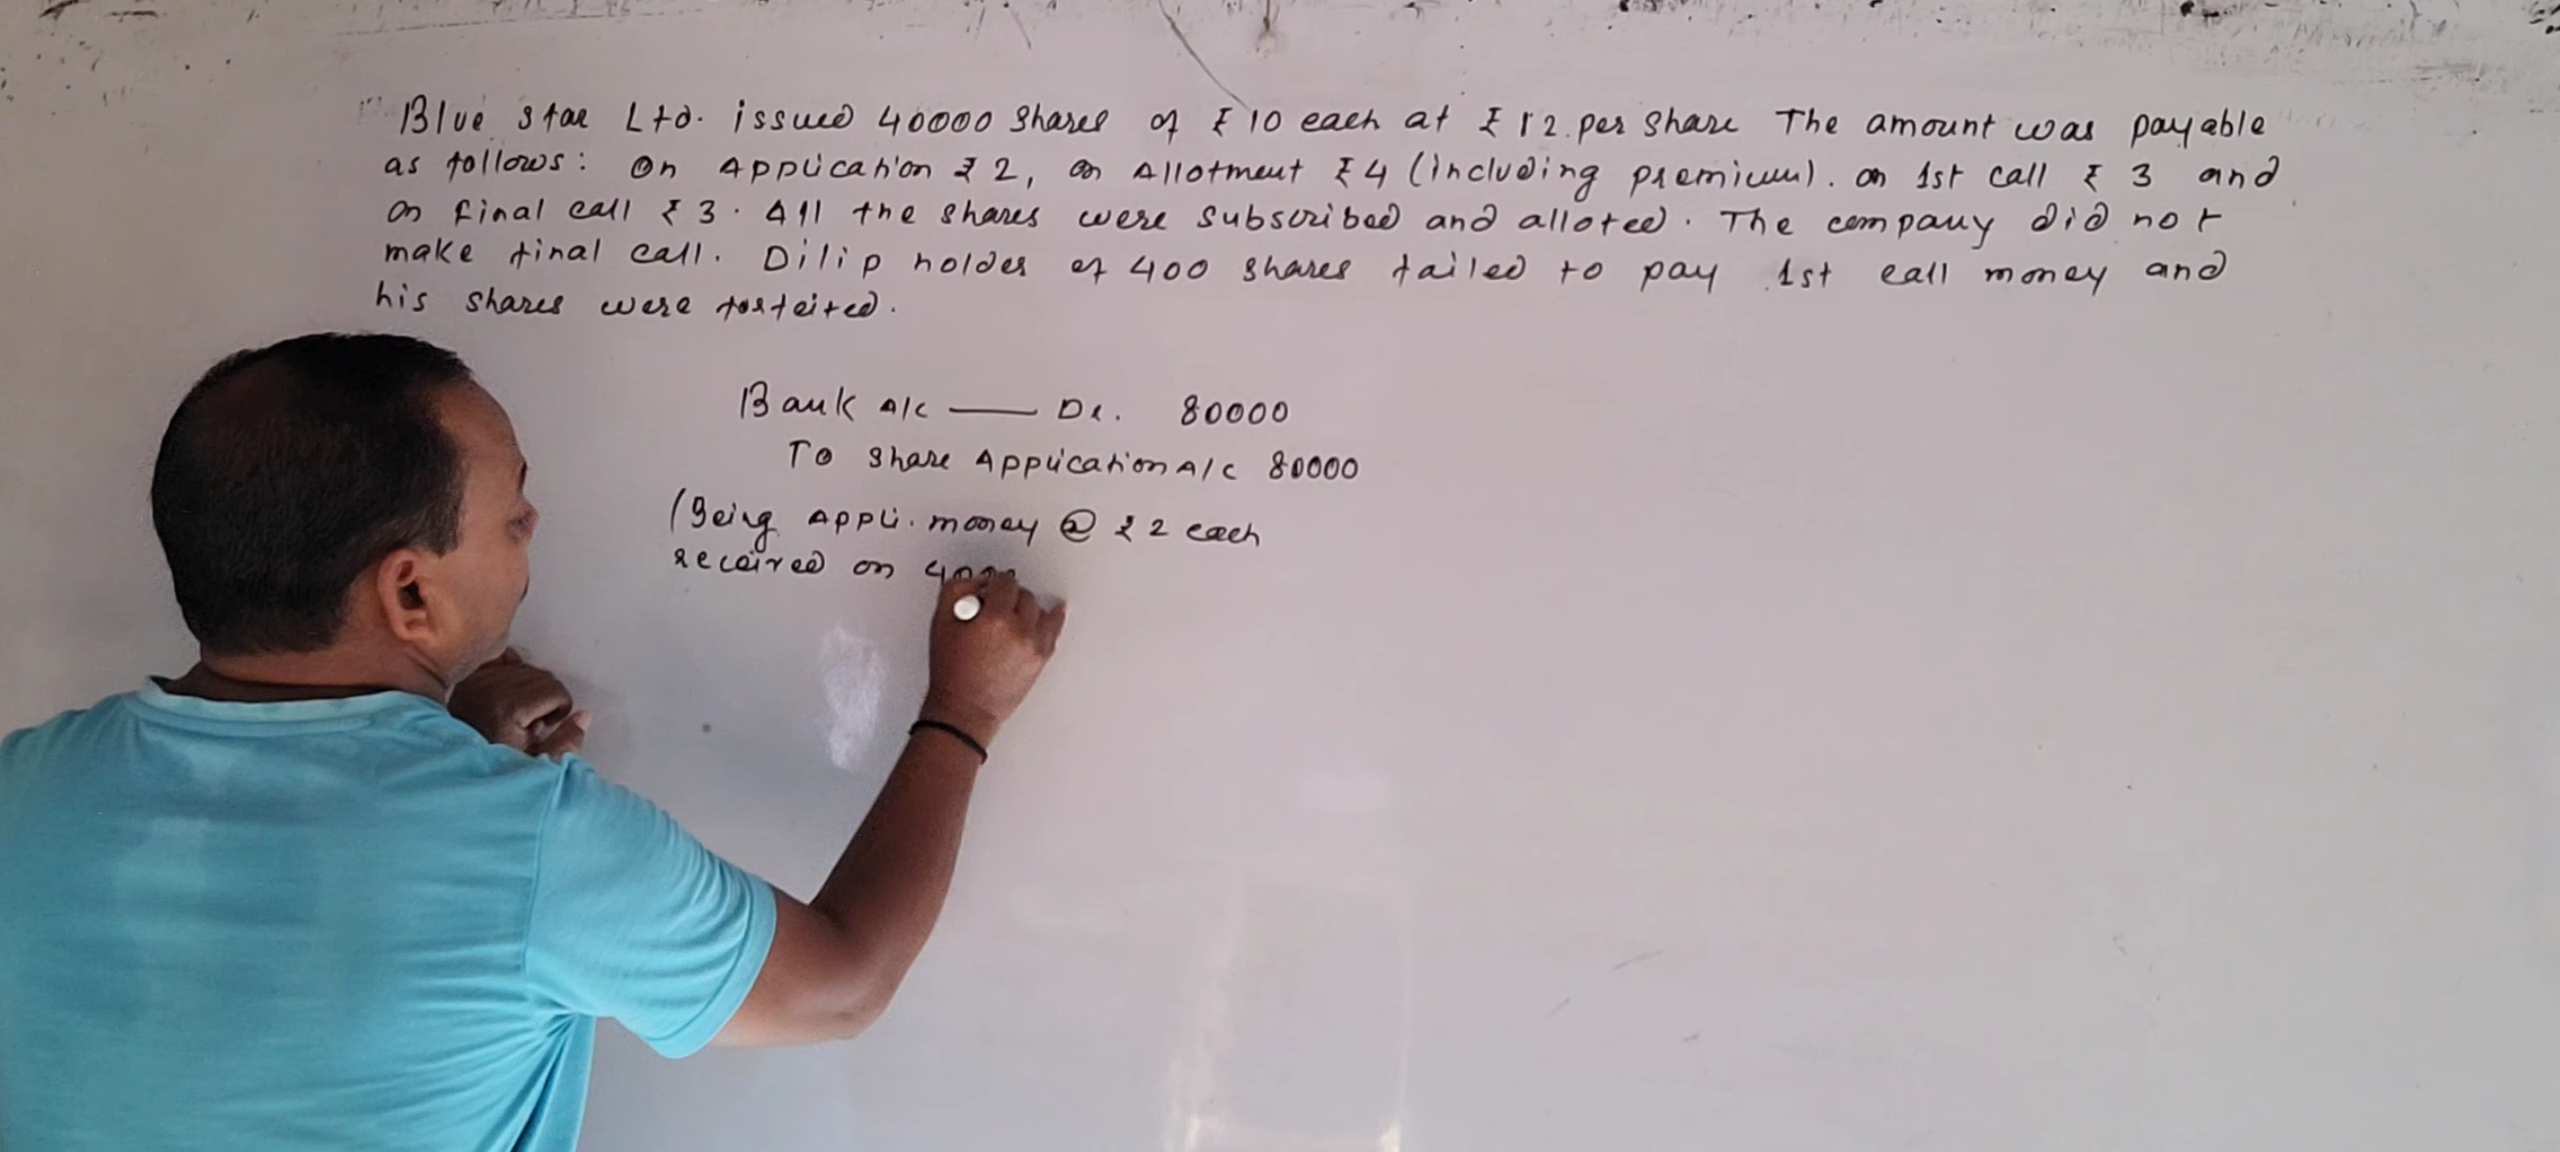 Blue Star Ltd. issued 40000 shares of ₹10 each at ₹12 per share The amount was payable
as follows: on Application ₹2, on Allotment ₹4 (including premium). on 1st call ₹3 and
on final call ₹3. All the shares were subscribed and alloted. The company did not
make final call. Dilip holder of 400 shares failed to pay 1st call money and
his shares were forfeited.
Bank A/c — Dr. 80000
To Share Application A/c 80000
(Being Appli. money @ ₹2 each
received on